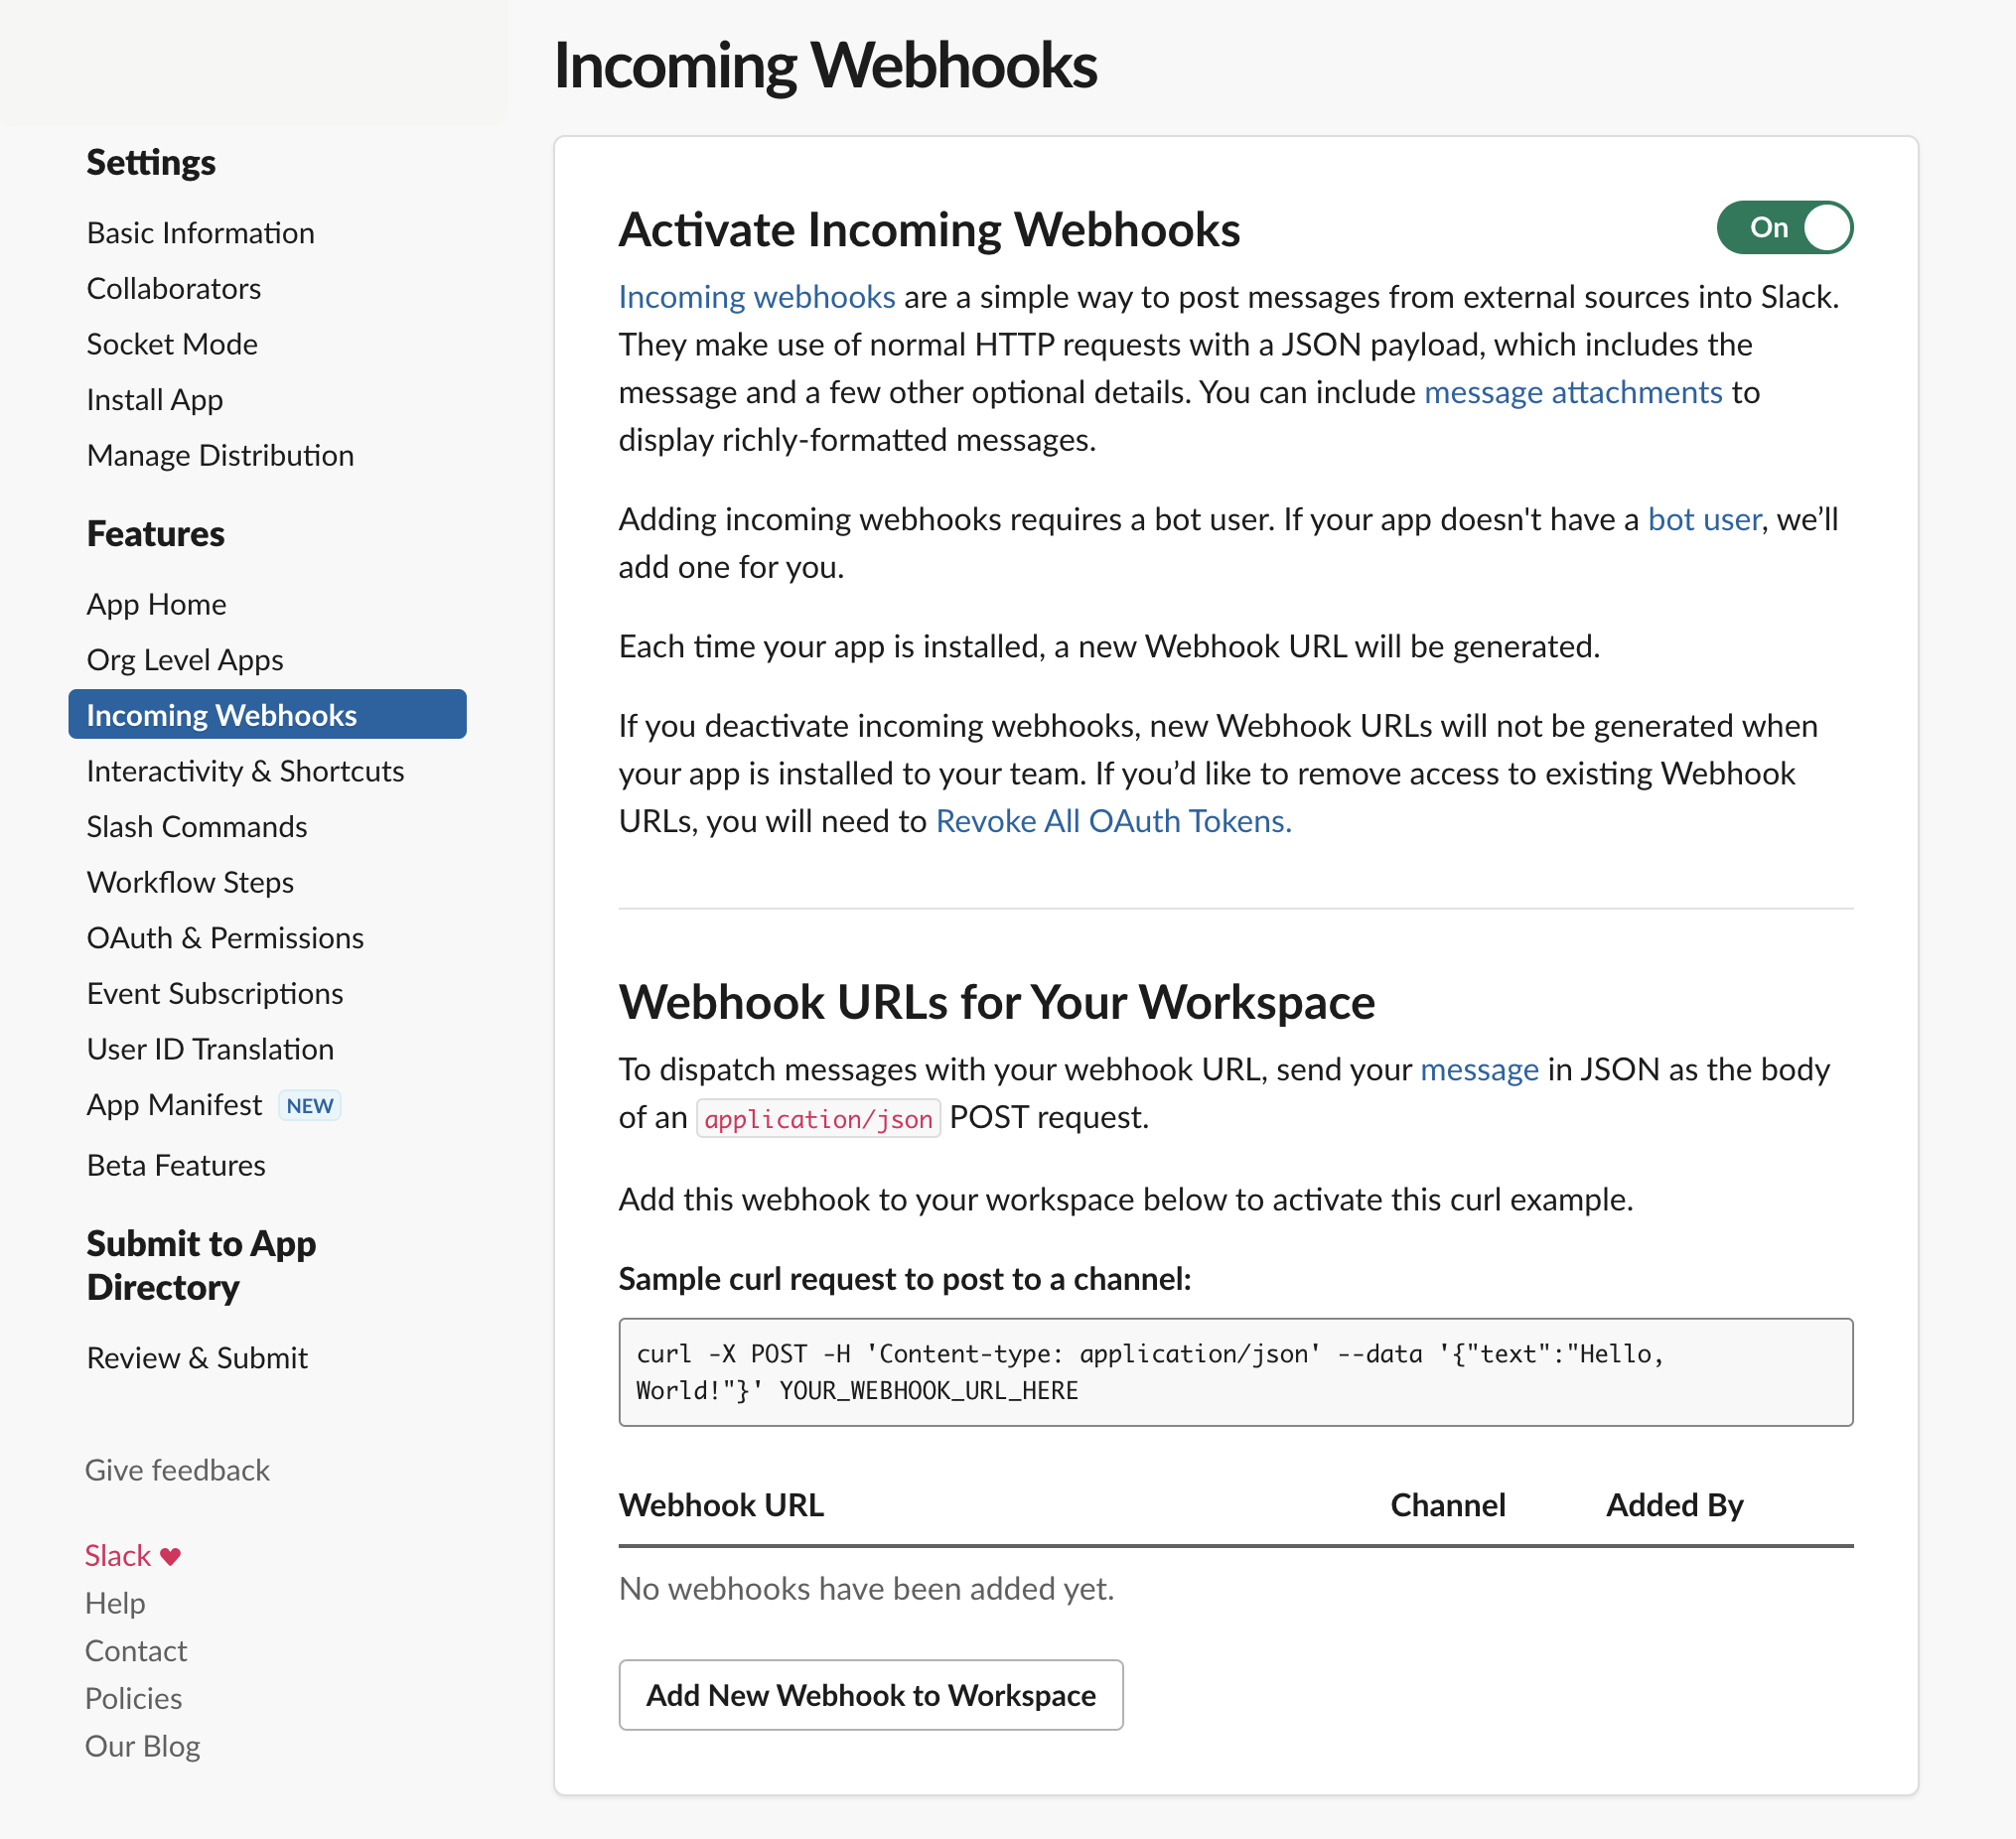 Incoming Webhooks
Settings
Basic Information
Collaborators
Socket Mode
Install App
Manage Distribution
Features
App Home
Org Level Apps
Incoming Webhooks
Interactivity & Shortcuts
Slash Commands
Workflow Steps
OAuth & Permissions
Event Subscriptions
User ID Translation
App Manifest NEW
Beta Features
Submit to App
Directory
Review & Submit
Give feedback
Slack ♥
Help
Contact
Policies
Our Blog
Activate Incoming Webhooks
On
Incoming webhooks are a simple way to post messages from external sources into Slack.
They make use of normal HTTP requests with a JSON payload, which includes the
message and a few other optional details. You can include message attachments to
display richly-formatted messages.
Adding incoming webhooks requires a bot user. If your app doesn't have a bot user, we’ll
add one for you.
Each time your app is installed, a new Webhook URL will be generated.
If you deactivate incoming webhooks, new Webhook URLs will not be generated when
your app is installed to your team. If you’d like to remove access to existing Webhook
URLs, you will need to Revoke All OAuth Tokens.
Webhook URLs for Your Workspace
To dispatch messages with your webhook URL, send your message in JSON as the body
of an application/json POST request.
Add this webhook to your workspace below to activate this curl example.
Sample curl request to post to a channel:
curl -X POST -H 'Content-type: application/json' --data '{"text":"Hello,
World!"}' YOUR_WEBHOOK_URL_HERE
Webhook URL Channel Added By
No webhooks have been added yet.
Add New Webhook to Workspace